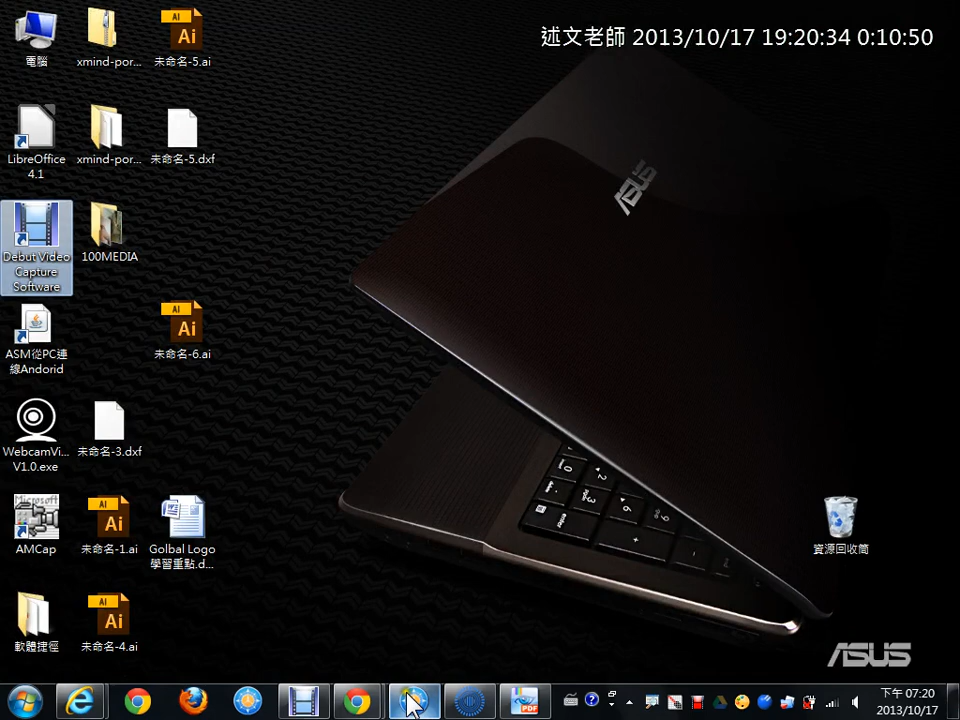 述文老師 2013/10/17 19:20:34 0:10:50
電腦
xmind-por...
未命名-5.ai
LibreOffice
4.1
xmind-por...
未命名-5.dxf
Debut Video
Capture
Software
100MEDIA
ASM從PC連
線Andorid
未命名-6.ai
WebcamVi...
V1.0.exe
未命名-3.dxf
Microsoft
AMCap
未命名-1.ai
Golbal Logo
學習重點.d...
軟體捷徑
未命名-4.ai
資源回收筒
ASUS
ASUS
下午 07:20
2013/10/17